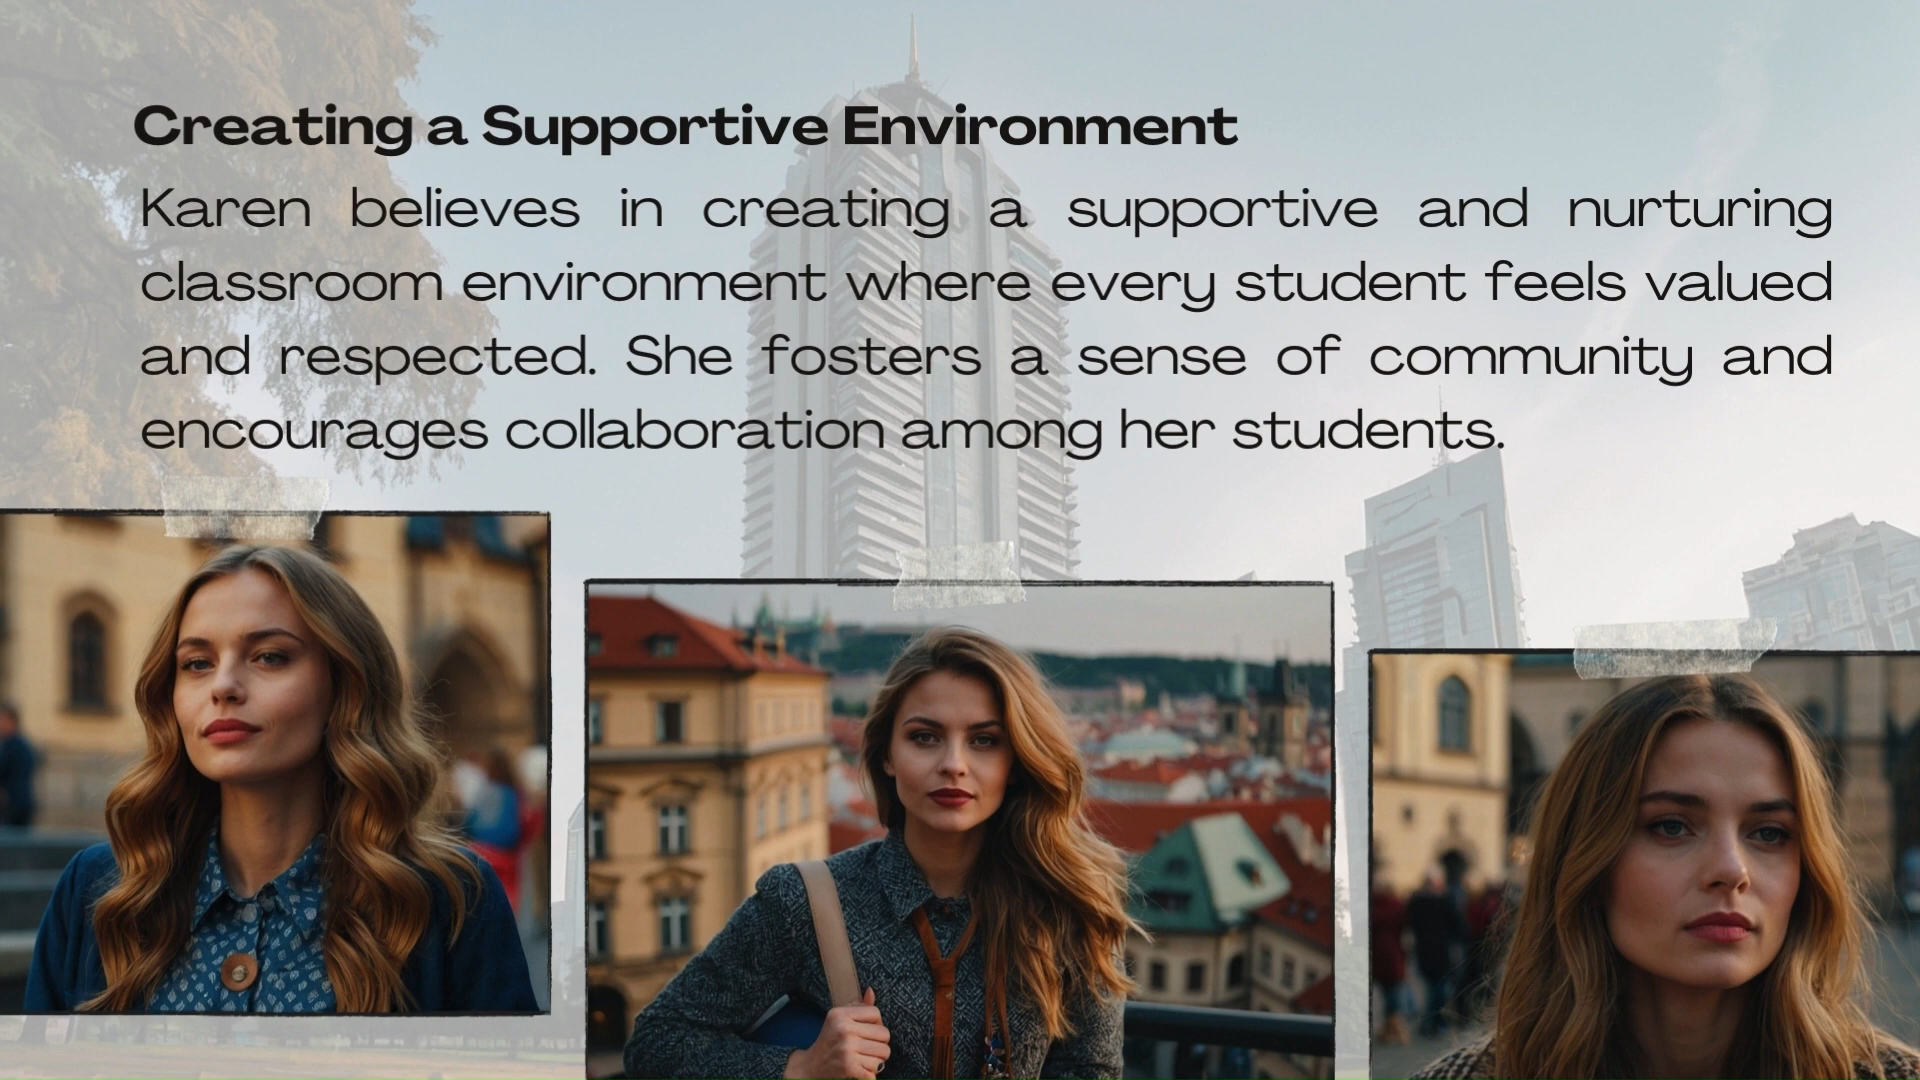 Creating a Supportive Environment
Karen believes in creating a supportive and nurturing
classroom environment where every student feels valued
and respected. She fosters a sense of community and
encourages collaboration among her students.